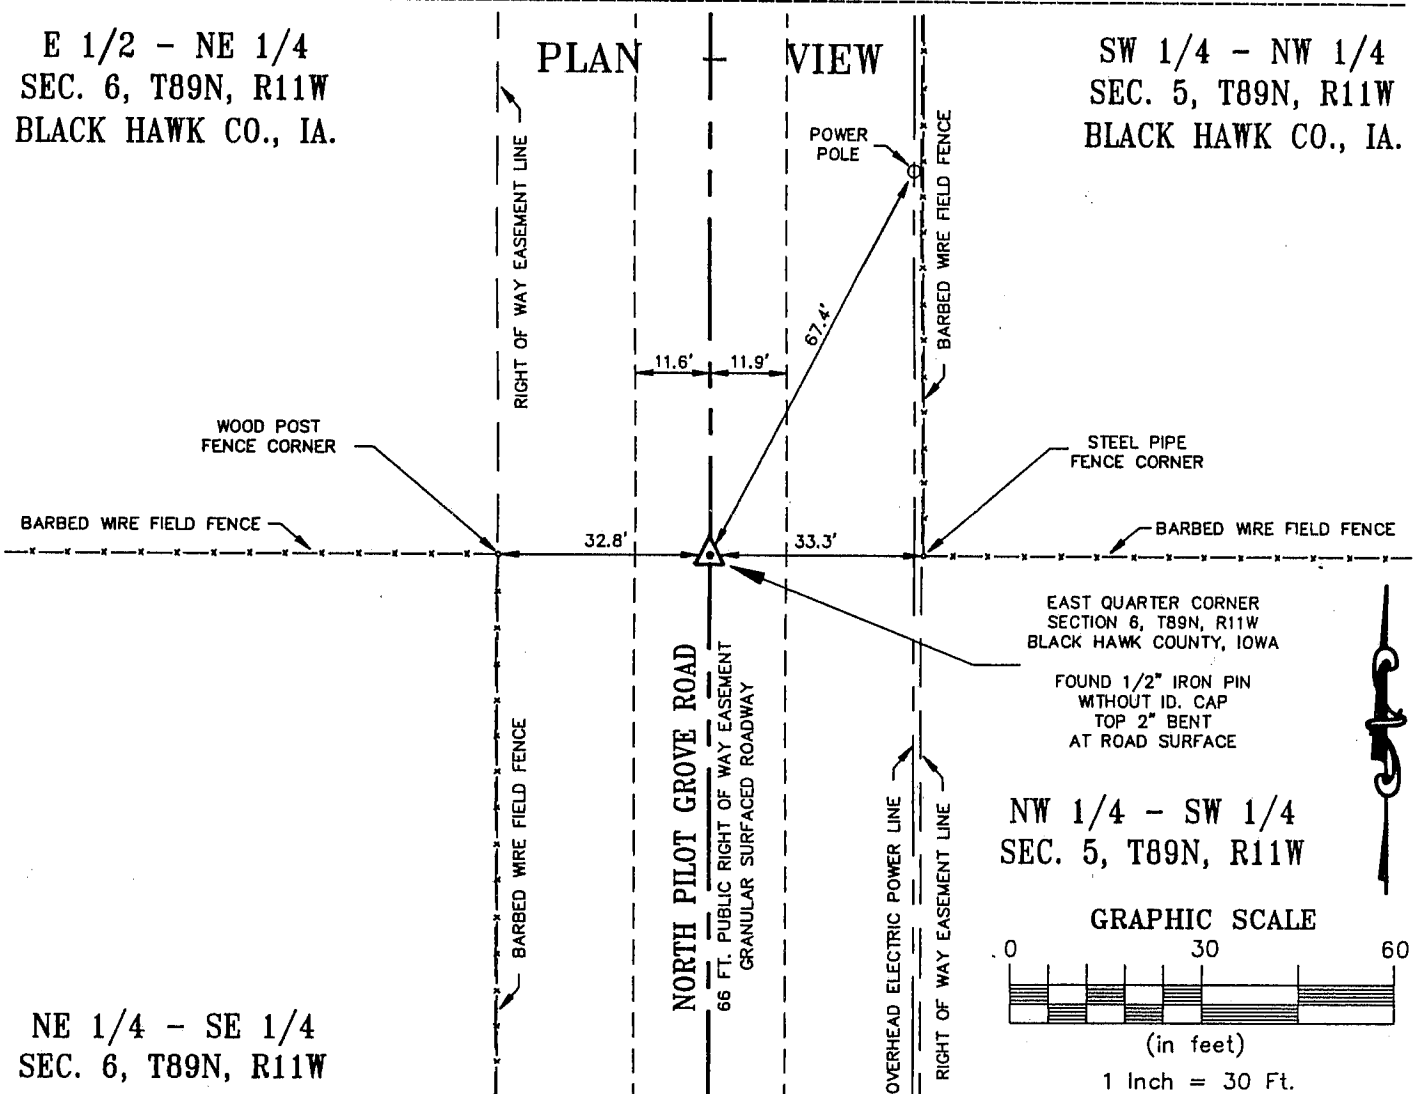 PLAN - VIEW
E 1/2 - NE 1/4
SEC. 6, T89N, R11W
BLACK HAWK CO., IA.
SW 1/4 - NW 1/4
SEC. 5, T89N, R11W
BLACK HAWK CO., IA.
RIGHT OF WAY EASEMENT LINE
POWER
POLE
BARBED WIRE FIELD FENCE
67.4'
11.6'
11.9'
WOOD POST
FENCE CORNER
STEEL PIPE
FENCE CORNER
BARBED WIRE FIELD FENCE
32.8'
33.3'
BARBED WIRE FIELD FENCE
EAST QUARTER CORNER
SECTION 6, T89N, R11W
BLACK HAWK COUNTY, IOWA
FOUND 1/2" IRON PIN
WITHOUT ID. CAP
TOP 2" BENT
AT ROAD SURFACE
NORTH PILOT GROVE ROAD
66 FT. PUBLIC RIGHT OF WAY EASEMENT
GRANULAR SURFACED ROADWAY
BARBED WIRE FIELD FENCE
OVERHEAD ELECTRIC POWER LINE
RIGHT OF WAY EASEMENT LINE
NW 1/4 - SW 1/4
SEC. 5, T89N, R11W
NE 1/4 - SE 1/4
SEC. 6, T89N, R11W
GRAPHIC SCALE
0 30 60
(in feet)
1 Inch = 30 Ft.